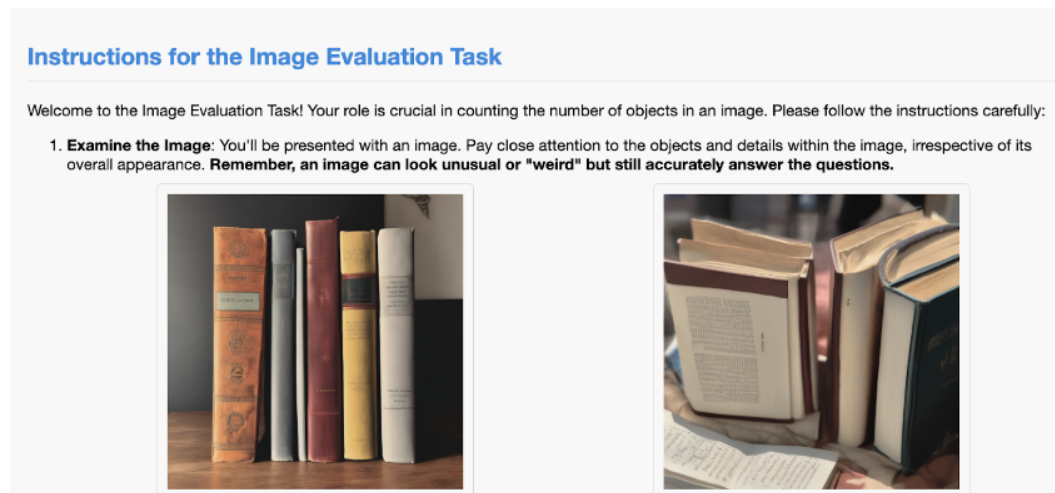 Instructions for the Image Evaluation Task
Welcome to the Image Evaluation Task! Your role is crucial in counting the number of objects in an image. Please follow the instructions carefully:
1. Examine the Image: You'll be presented with an image. Pay close attention to the objects and details within the image, irrespective of its
overall appearance. Remember, an image can look unusual or "weird" but still accurately answer the questions.